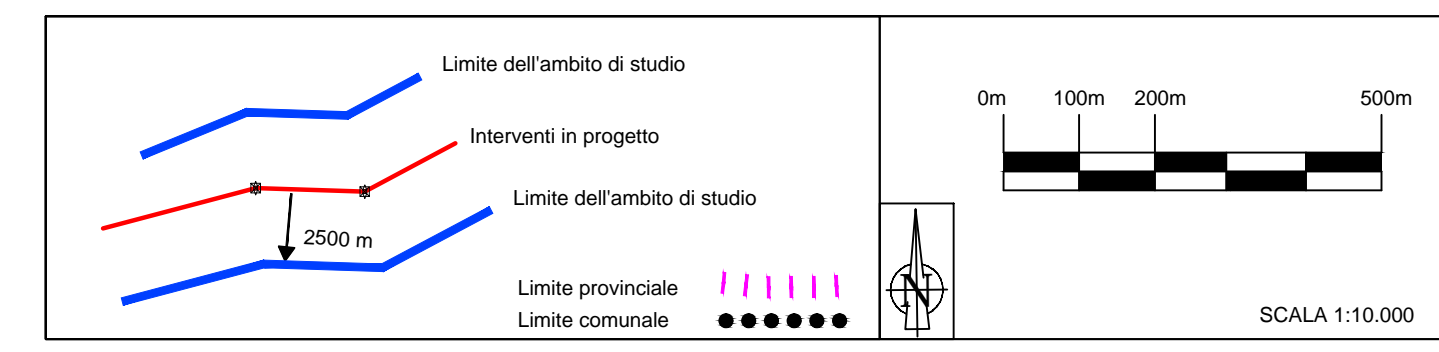 Limite dell'ambito di studio
Interventi in progetto
Limite dell'ambito di studio
2500 m
Limite provinciale
Limite comunale
0m 100m 200m 500m
N
SCALA 1:10.000